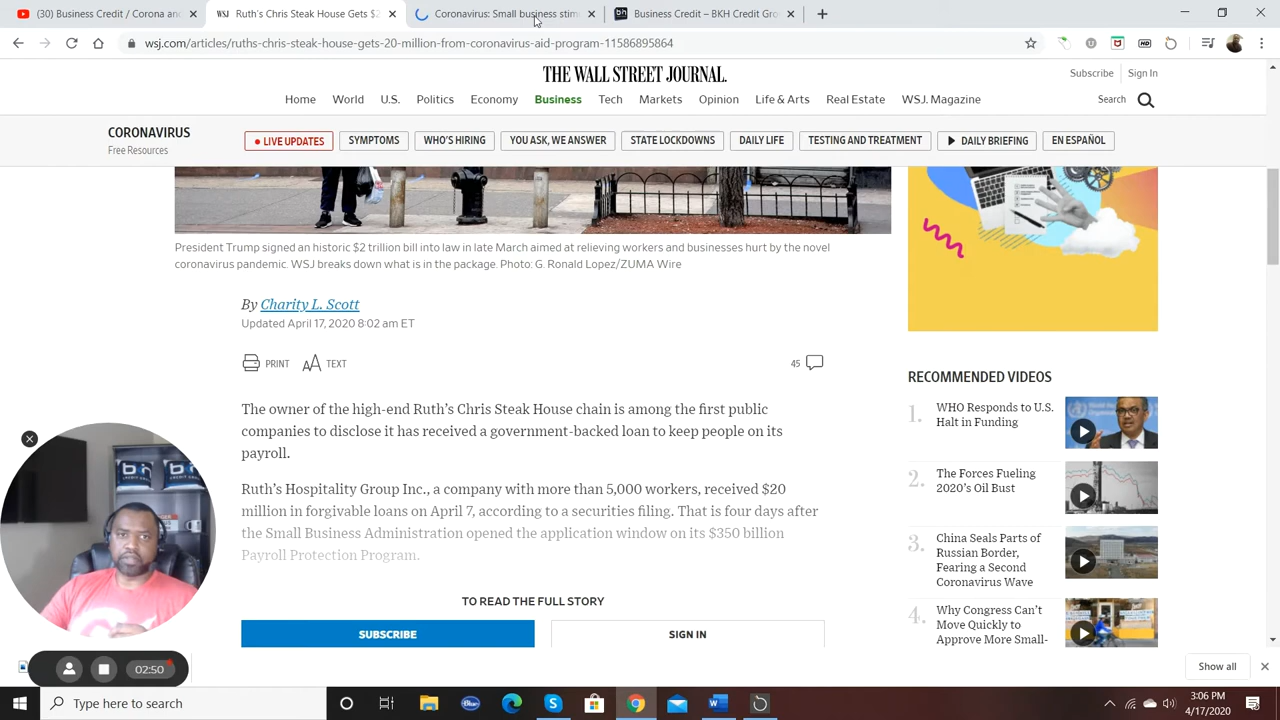 (30) Business Credit / Corona and
WSJ Ruth's Chris Steak House Gets $2
Coronavirus: Small business stim
bh Business Credit – BKH Credit Gro
wsj.com/articles/ruths-chris-steak-house-gets-20-million-from-coronavirus-aid-program-11586895864
THE WALL STREET JOURNAL.
Subscribe
Sign In
Home World U.S. Politics Economy Business Tech Markets Opinion Life & Arts Real Estate WSJ. Magazine
Search
CORONAVIRUS
Free Resources
LIVE UPDATES
SYMPTOMS
WHO'S HIRING
YOU ASK, WE ANSWER
STATE LOCKDOWNS
DAILY LIFE
TESTING AND TREATMENT
DAILY BRIEFING
EN ESPAÑOL
President Trump signed an historic $2 trillion bill into law in late March aimed at relieving workers and businesses hurt by the novel
coronavirus pandemic. WSJ breaks down what is in the package. Photo: G. Ronald Lopez/ZUMA Wire
By Charity L. Scott
Updated April 17, 2020 8:02 am ET
PRINT
AA TEXT
45
The owner of the high-end Ruth's Chris Steak House chain is among the first public
companies to disclose it has received a government-backed loan to keep people on its
payroll.
Ruth's Hospitality Group Inc., a company with more than 5,000 workers, received $20
million in forgivable loans on April 7, according to a securities filing. That is four days after
the Small Business Administration opened the application window on its $350 billion
Payroll Protection Program.
TO READ THE FULL STORY
SUBSCRIBE
SIGN IN
RECOMMENDED VIDEOS
1. WHO Responds to U.S.
Halt in Funding
2. The Forces Fueling
2020's Oil Bust
3. China Seals Parts of
Russian Border,
Fearing a Second
Coronavirus Wave
4. Why Congress Can't
Move Quickly to
Approve More Small-
bh
bh
02:50
Show all
Type here to search
3:06 PM
4/17/2020